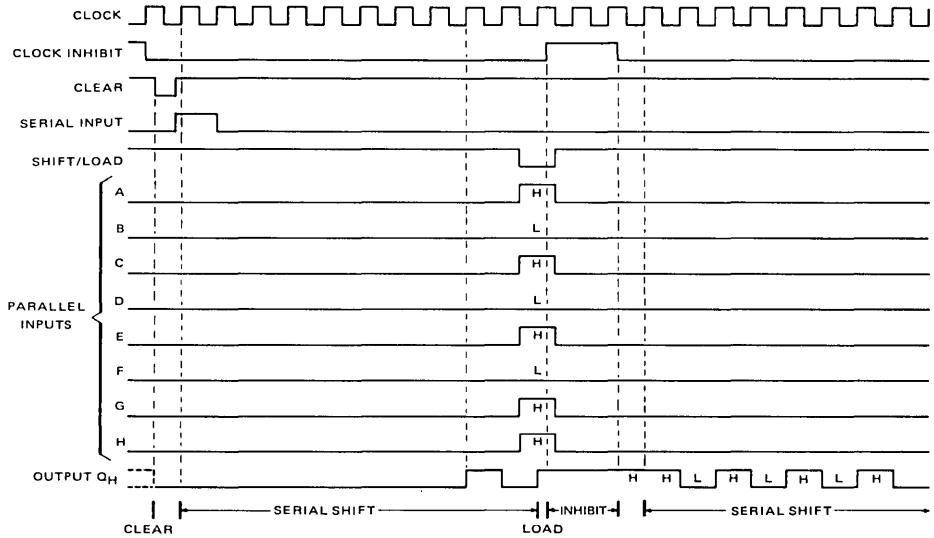 CLOCK
CLOCK INHIBIT
CLEAR
SERIAL INPUT
SHIFT/LOAD
A H
B L
C H
D L
PARALLEL
INPUTS
E H
F L
G H
H H
OUTPUT QH H H L H L H L H
SERIAL SHIFT INHIBIT SERIAL SHIFT
CLEAR LOAD